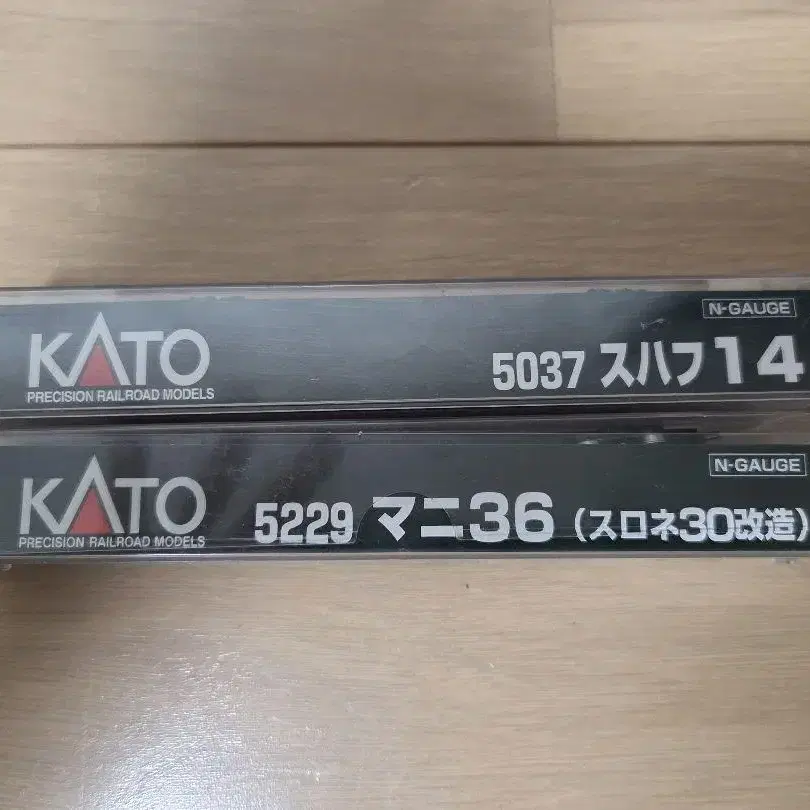 N-GAUGE
KATO 5037 スハフ14
PRECISION RAILROAD MODELS
N-GAUGE
KATO 5229 マニ36 (スロネ30改造)
PRECISION RAILROAD MODELS